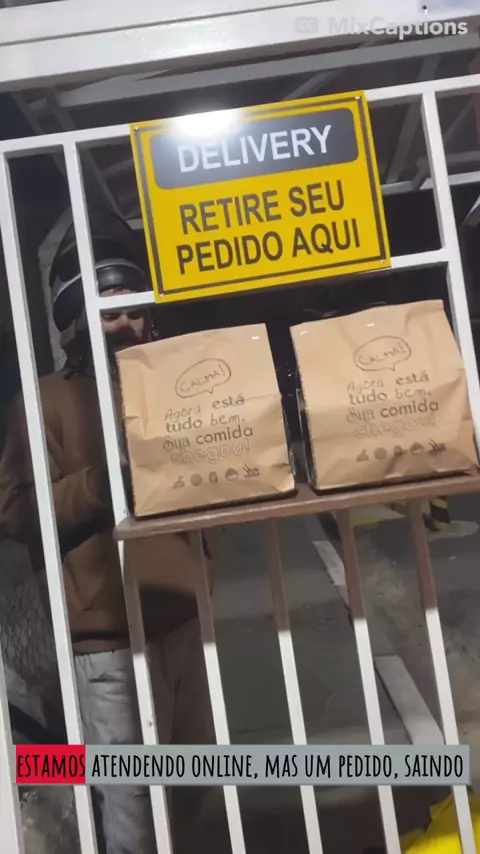 MixCaptions
DELIVERY
RETIRE SEU
PEDIDO AQUI
CALMA!
Agora está
tudo bem.
Sua comida
chegou!
CALMA!
Agora está
tudo bem.
Sua comida
chegou!
ESTAMOS ATENDENDO ONLINE, MAS UM PEDIDO, SAINDO